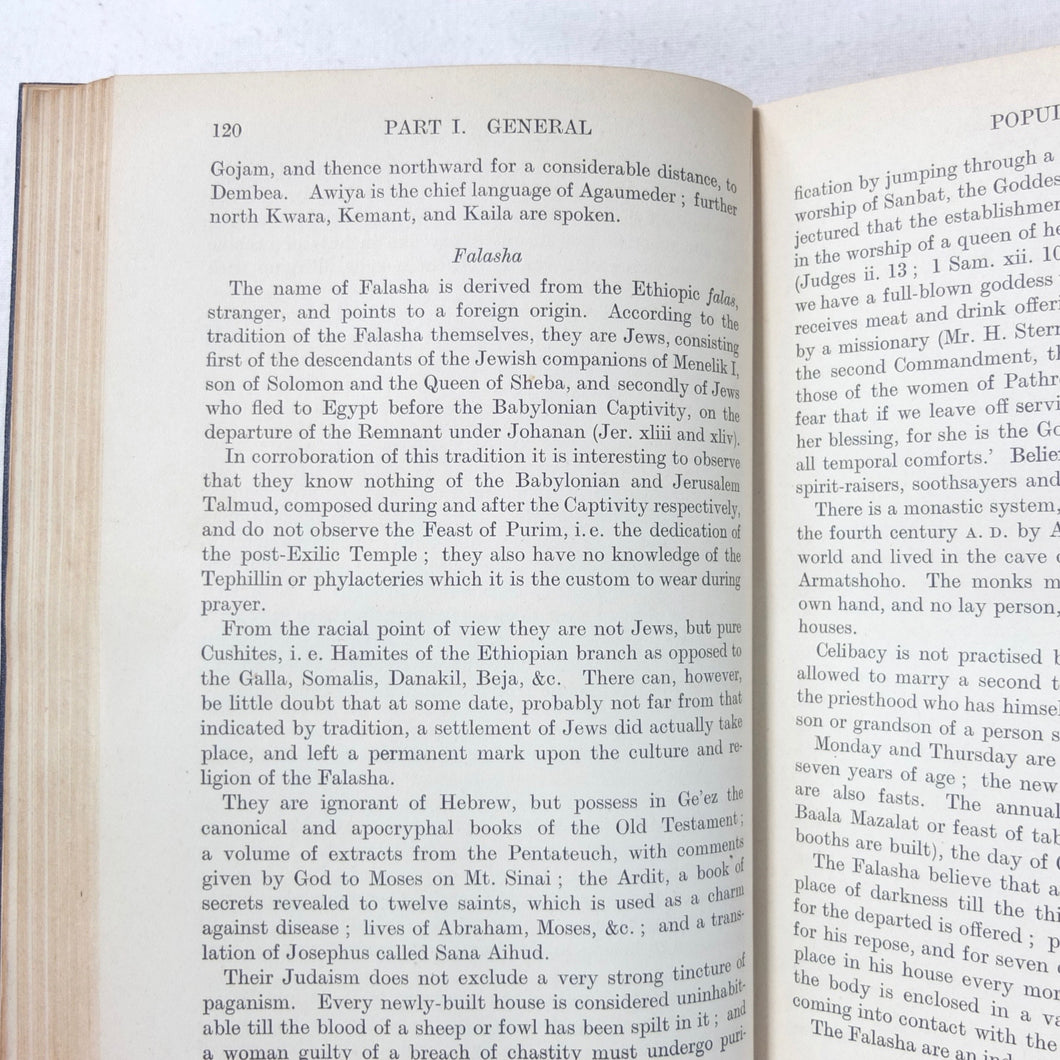 120
PART I. GENERAL
Gojam, and thence northward for a considerable distance, to
Dembea. Awiya is the chief language of Agaumeder ; further
north Kwara, Kemant, and Kaila are spoken.
Falasha
The name of Falasha is derived from the Ethiopic falas,
stranger, and points to a foreign origin. According to the
tradition of the Falasha themselves, they are Jews, consisting
first of the descendants of the Jewish companions of Menelik I,
son of Solomon and the Queen of Sheba, and secondly of Jews
who fled to Egypt before the Babylonian Captivity, on the
departure of the Remnant under Johanan (Jer. xliii and xliv).
In corroboration of this tradition it is interesting to observe
that they know nothing of the Babylonian and Jerusalem
Talmud, composed during and after the Captivity respectively,
and do not observe the Feast of Purim, i.e. the dedication of
the post-Exilic Temple ; they also have no knowledge of the
Tephillin or phylacteries which it is the custom to wear during
prayer.
From the racial point of view they are not Jews, but pure
Cushites, i. e. Hamites of the Ethiopian branch as opposed to
the Galla, Somalis, Danakil, Beja, &c. There can, however,
be little doubt that at some date, probably not far from that
indicated by tradition, a settlement of Jews did actually take
place, and left a permanent mark upon the culture and re-
ligion of the Falasha.
They are ignorant of Hebrew, but possess in Ge'ez the
canonical and apocryphal books of the Old Testament ;
a volume of extracts from the Pentateuch, with comments
given by God to Moses on Mt. Sinai ; the Ardit, a book of
secrets revealed to twelve saints, which is used as a charm
against disease ; lives of Abraham, Moses, &c. ; and a trans-
lation of Josephus called Sana Aihud.
Their Judaism does not exclude a very strong tincture of
paganism. Every newly-built house is considered uninhabit-
able till the blood of a sheep or fowl has been spilt in it ; and
a woman guilty of a breach of chastity must undergo puri-
POPUL
fication by jumping through a
worship of Sanbat, the Goddes
jectured that the establishmen
in the worship of a queen of he
(Judges ii. 13 ; 1 Sam. xii. 10
we have a full-blown goddess
receives meat and drink offeri
by a missionary (Mr. H. Stern
the second Commandment, th
those of the women of Pathro
fear that if we leave off servi
her blessing, for she is the Go
all temporal comforts.' Belie
spirit-raisers, soothsayers and
There is a monastic system,
the fourth century A. D. by A
world and lived in the cave o
Armatshoho. The monks m
own hand, and no lay person,
houses.
Celibacy is not practised b
allowed to marry a second t
the priesthood who has himsel
son or grandson of a person s
Monday and Thursday are
seven years of age ; the new
are also fasts. The annual
Baala Mazalat or feast of tab
booths are built), the day of
The Falasha believe that a
place of darkness till the thi
for the departed is offered ; p
for his repose, and for seven
place in his house every mor
the body is enclosed in a va
coming into contact with the
The Falasha are an ind